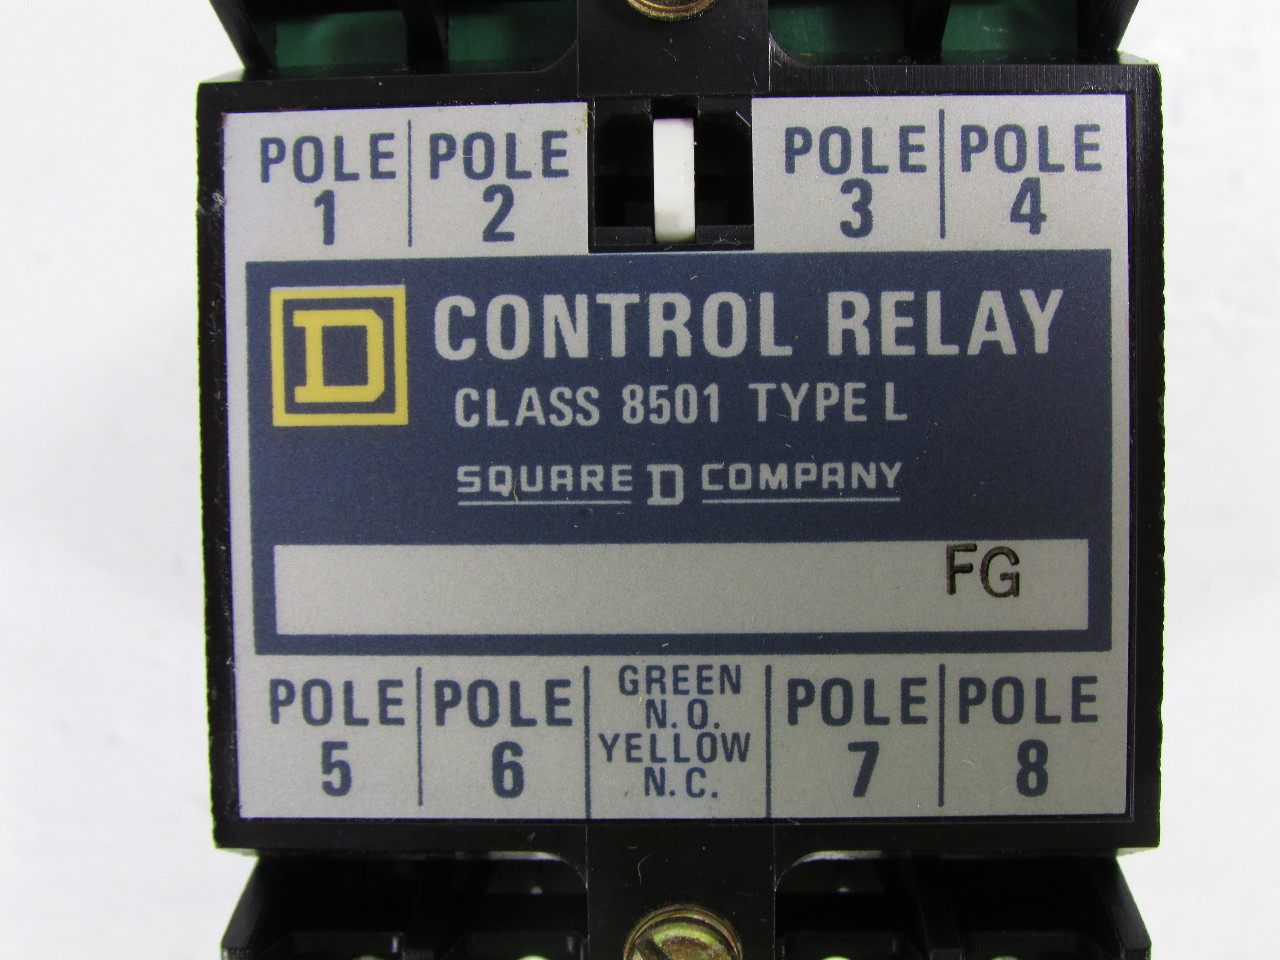 POLE 1 POLE 2 POLE 3 POLE 4
D CONTROL RELAY
CLASS 8501 TYPE L
SQUARE D COMPANY
FG
POLE 5 POLE 6
GREEN
N.O.
YELLOW
N.C.
POLE 7 POLE 8